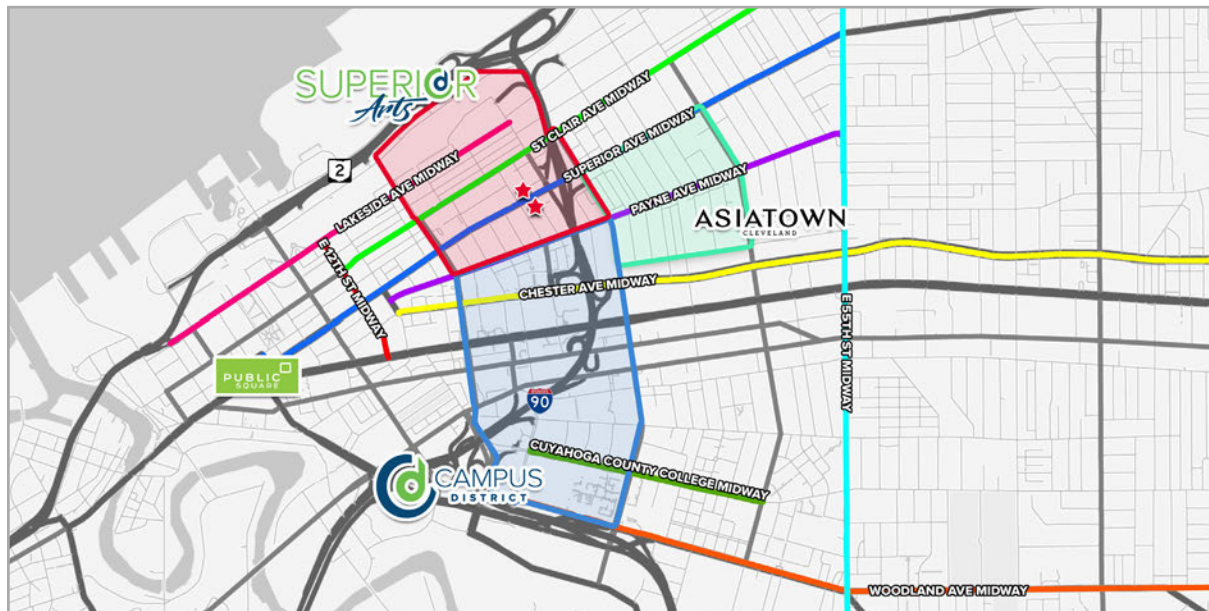 SUPERIOR
Arts
2
LAKESIDE AVE MIDWAY
ST CLAIR AVE MIDWAY
SUPERIOR AVE MIDWAY
PAYNE AVE MIDWAY
ASIATOWN
CLEVELAND
E 12TH ST MIDWAY
CHESTER AVE MIDWAY
E 55TH ST MIDWAY
PUBLIC
SQUARE
90
CUYAHOGA COUNTY COLLEGE MIDWAY
cd CAMPUS
DISTRICT
WOODLAND AVE MIDWAY